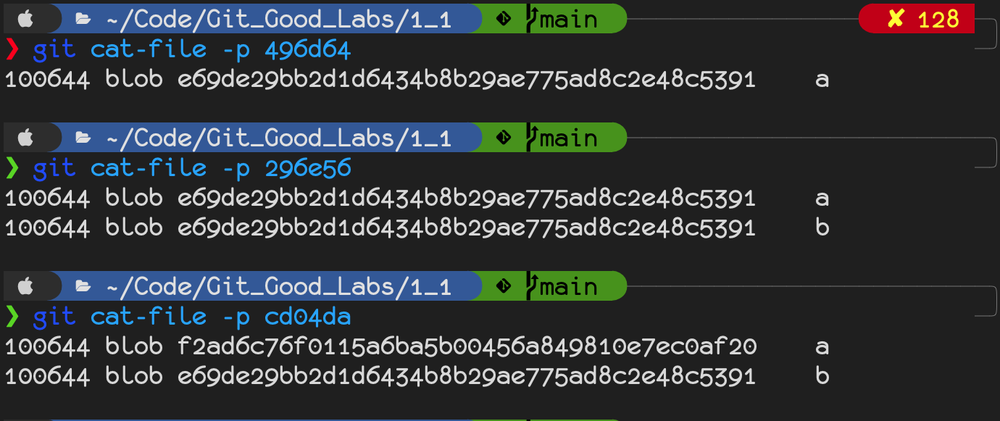 ~/Code/Git_Good_Labs/1_1 main ✘ 128
❯ git cat-file -p 496d64
100644 blob e69de29bb2d1d6434b8b29ae775ad8c2e48c5391 a
~/Code/Git_Good_Labs/1_1 main
❯ git cat-file -p 296e56
100644 blob e69de29bb2d1d6434b8b29ae775ad8c2e48c5391 a
100644 blob e69de29bb2d1d6434b8b29ae775ad8c2e48c5391 b
~/Code/Git_Good_Labs/1_1 main
❯ git cat-file -p cd04da
100644 blob f2ad6c76f0115a6ba5b00456a849810e7ec0af20 a
100644 blob e69de29bb2d1d6434b8b29ae775ad8c2e48c5391 b